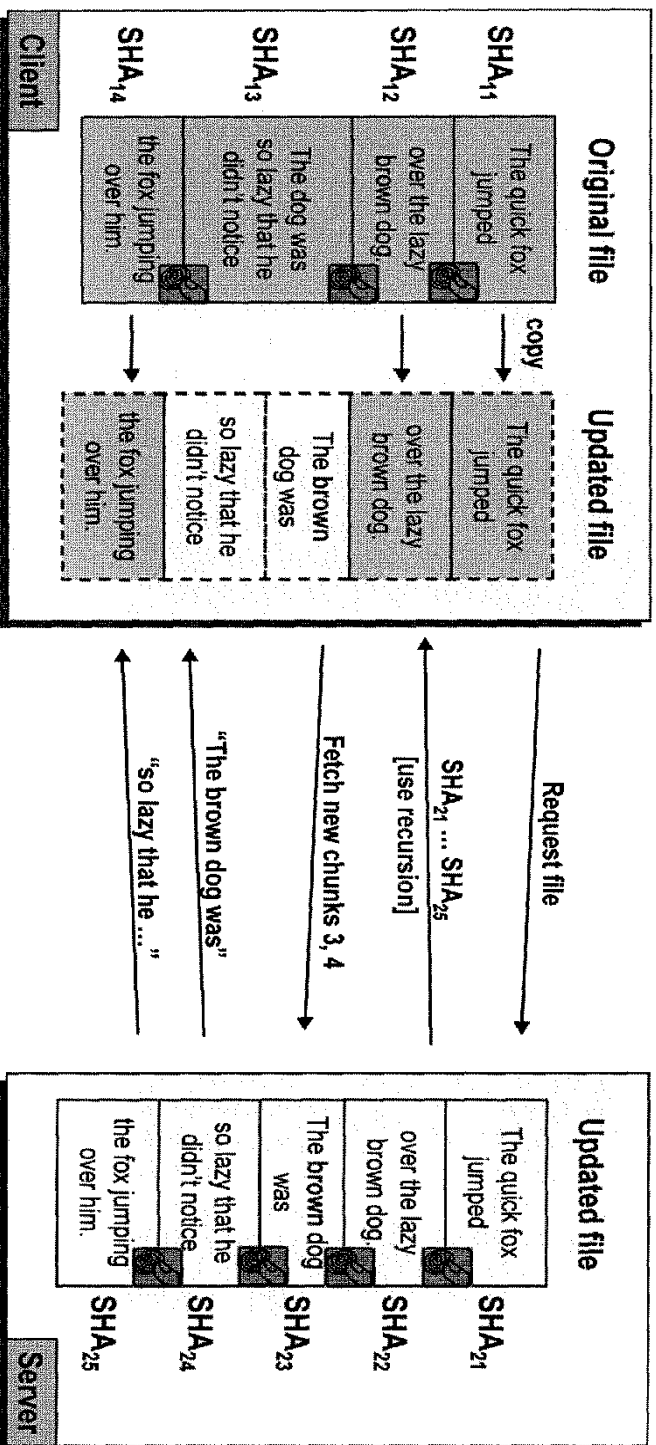 Original file
SHA₁₁
The quick fox
jumped
SHA₁₂
over the lazy
brown dog.
SHA₁₃
The dog was
so lazy that he
didn't notice
SHA₁₄
the fox jumping
over him.
Client
copy
Updated file
The quick fox
jumped
over the lazy
brown dog.
The brown
dog was
so lazy that he
didn't notice
the fox jumping
over him.
Request file
SHA₂₁ ... SHA₂₅
[use recursion]
Fetch new chunks 3, 4
“The brown dog was”
“so lazy that he ...”
Updated file
The quick fox
jumped
SHA₂₁
over the lazy
brown dog.
SHA₂₂
The brown dog
was
SHA₂₃
so lazy that he
didn't notice
SHA₂₄
the fox jumping
over him.
SHA₂₅
Server